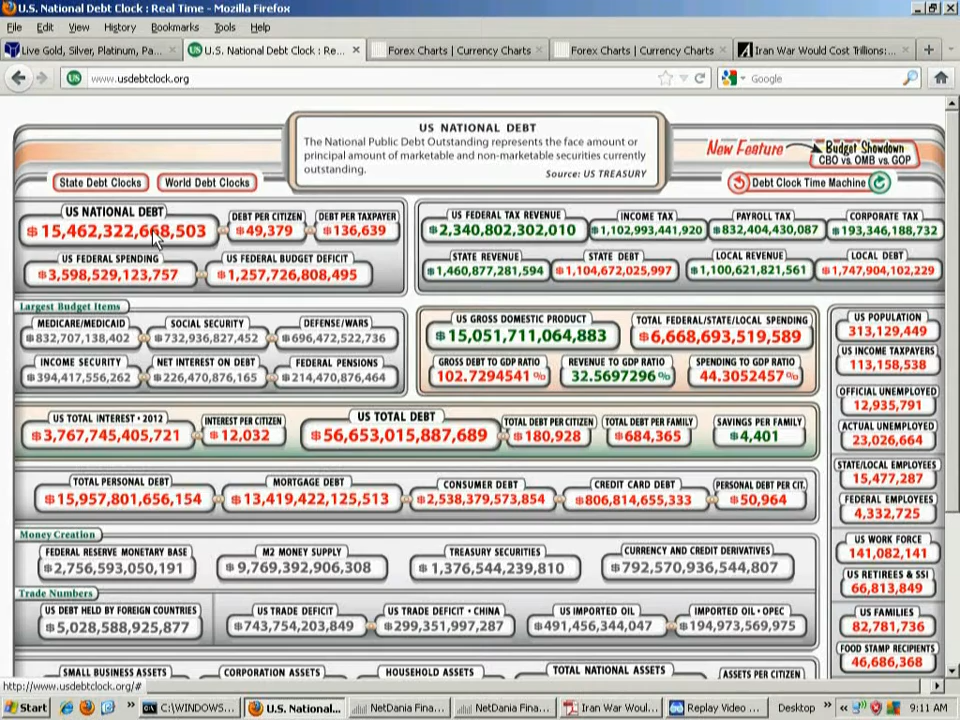 U.S. National Debt Clock : Real Time - Mozilla Firefox
File Edit View History Bookmarks Tools Help
Live Gold, Silver, Platinum, Pa... U.S. National Debt Clock : Re... Forex Charts | Currency Charts Forex Charts | Currency Charts Iran War Would Cost Trillions:...
www.usdebtclock.org
Google
US NATIONAL DEBT
The National Public Debt Outstanding represents the face amount or
principal amount of marketable and non-marketable securities currently
outstanding.
Source: US TREASURY
New Feature
Budget Showdown
CBO vs. OMB vs. GOP
State Debt Clocks World Debt Clocks
Debt Clock Time Machine
US NATIONAL DEBT DEBT PER CITIZEN DEBT PER TAXPAYER
$15,462,322,668,503 $49,379 $136,639
US FEDERAL SPENDING US FEDERAL BUDGET DEFICIT
$3,598,529,123,757 $1,257,726,808,495
US FEDERAL TAX REVENUE INCOME TAX PAYROLL TAX CORPORATE TAX
$2,340,802,302,010 $1,102,993,441,920 $832,404,430,087 $193,346,188,732
STATE REVENUE STATE DEBT LOCAL REVENUE LOCAL DEBT
$1,460,877,281,594 $1,104,672,025,997 $1,100,621,821,561 $1,747,904,102,229
Largest Budget Items
MEDICARE/MEDICAID SOCIAL SECURITY DEFENSE/WARS
$832,707,138,402 $732,936,827,452 $696,472,522,736
INCOME SECURITY NET INTEREST ON DEBT FEDERAL PENSIONS
$394,417,556,262 $226,470,876,165 $214,470,876,464
US GROSS DOMESTIC PRODUCT TOTAL FEDERAL/STATE/LOCAL SPENDING
$15,051,711,064,883 $6,668,693,519,589
GROSS DEBT TO GDP RATIO REVENUE TO GDP RATIO SPENDING TO GDP RATIO
102.7294541% 32.5697296% 44.3052457%
US TOTAL INTEREST • 2012 INTEREST PER CITIZEN US TOTAL DEBT TOTAL DEBT PER CITIZEN TOTAL DEBT PER FAMILY SAVINGS PER FAMILY
$3,767,745,405,721 $12,032 $56,653,015,887,689 $180,928 $684,365 $4,401
TOTAL PERSONAL DEBT MORTGAGE DEBT CONSUMER DEBT CREDIT CARD DEBT PERSONAL DEBT PER CIT.
$15,957,801,656,154 $13,419,422,125,513 $2,538,379,573,854 $806,814,655,333 $50,964
Money Creation
FEDERAL RESERVE MONETARY BASE M2 MONEY SUPPLY TREASURY SECURITIES CURRENCY AND CREDIT DERIVATIVES
$2,756,593,050,191 $9,769,392,906,308 $1,376,544,239,810 $792,570,936,544,807
Trade Numbers
US DEBT HELD BY FOREIGN COUNTRIES US TRADE DEFICIT US TRADE DEFICIT • CHINA US IMPORTED OIL IMPORTED OIL • OPEC
$5,028,588,925,877 $743,754,203,849 $299,351,997,287 $491,456,344,047 $194,973,569,975
SMALL BUSINESS ASSETS CORPORATION ASSETS HOUSEHOLD ASSETS TOTAL NATIONAL ASSETS ASSETS PER CITIZEN
US POPULATION
313,129,449
US INCOME TAXPAYERS
113,158,538
OFFICIAL UNEMPLOYED
12,935,791
ACTUAL UNEMPLOYED
23,026,664
STATE/LOCAL EMPLOYEES
15,477,287
FEDERAL EMPLOYEES
4,332,725
US WORK FORCE
141,082,141
US RETIREES & SSI
66,813,849
US FAMILIES
82,781,736
FOOD STAMP RECIPIENTS
46,686,368
http://www.usdebtclock.org/#
Start C:\WINDOWS... U.S. National... NetDania Fina... NetDania Fina... Iran War Woul... Replay Video ... Desktop 9:11 AM